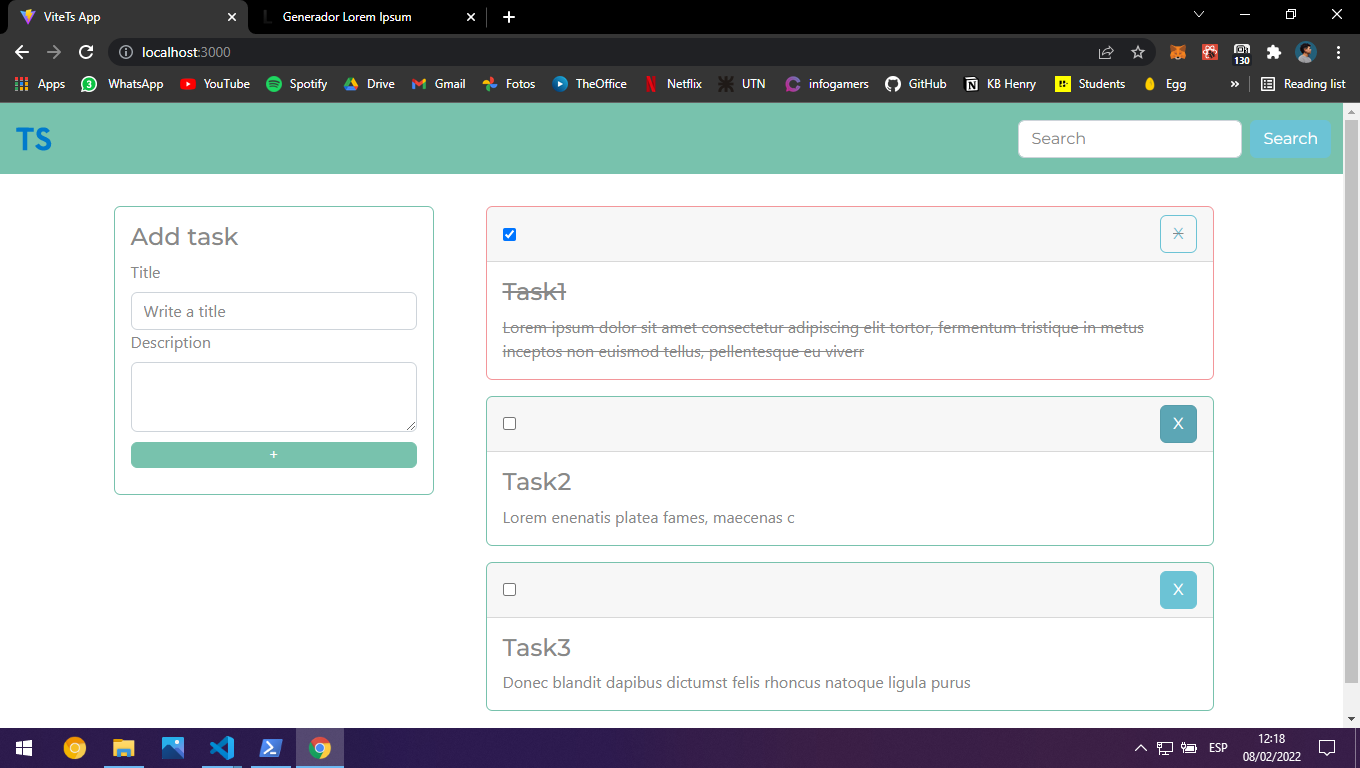 ViteTs App
Generador Lorem Ipsum
localhost:3000
130
Apps
3
WhatsApp
YouTube
Spotify
Drive
Gmail
Fotos
TheOffice
Netflix
UTN
infogamers
GitHub
KB Henry
Students
Egg
»
Reading list
TS
Search
Search
Add task
Title
Write a title
Description
+
X
Task1
Lorem ipsum dolor sit amet consectetur adipiscing elit tortor, fermentum tristique in metus
inceptos non euismod tellus, pellentesque eu viverr
X
Task2
Lorem enenatis platea fames, maecenas c
X
Task3
Donec blandit dapibus dictumst felis rhoncus natoque ligula purus
ESP
12:18
08/02/2022